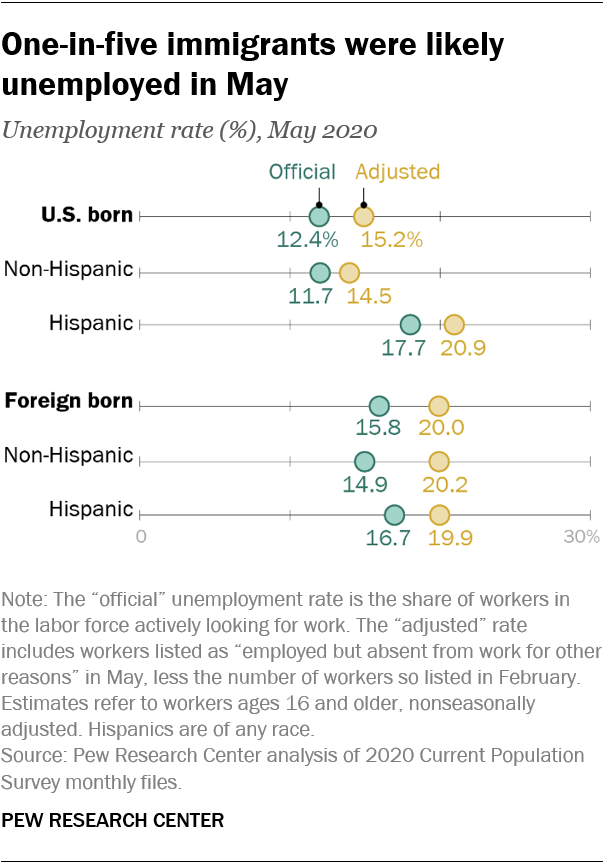 One-in-five immigrants were likely
unemployed in May
Unemployment rate (%), May 2020
Official Adjusted
U.S. born
12.4% 15.2%
Non-Hispanic
11.7 14.5
Hispanic
17.7 20.9
Foreign born
15.8 20.0
Non-Hispanic
14.9 20.2
Hispanic
16.7 19.9
0 30%
Note: The “official” unemployment rate is the share of workers in
the labor force actively looking for work. The “adjusted” rate
includes workers listed as “employed but absent from work for other
reasons” in May, less the number of workers so listed in February.
Estimates refer to workers ages 16 and older, nonseasonally
adjusted. Hispanics are of any race.
Source: Pew Research Center analysis of 2020 Current Population
Survey monthly files.
PEW RESEARCH CENTER